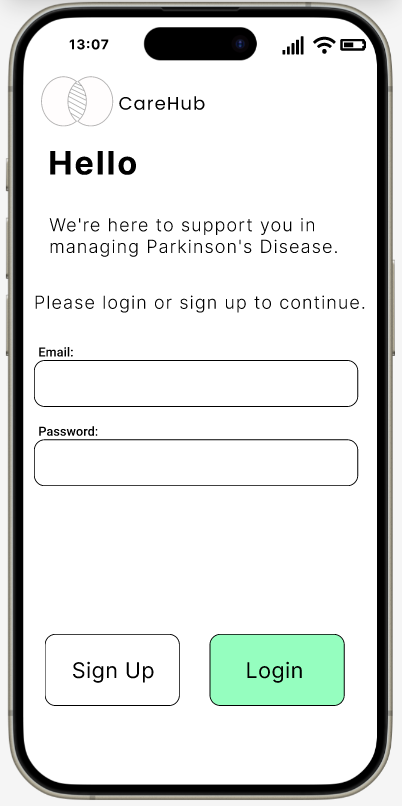 13:07
CareHub
Hello
We're here to support you in
managing Parkinson's Disease.
Please login or sign up to continue.
Email:
Password:
Sign Up
Login